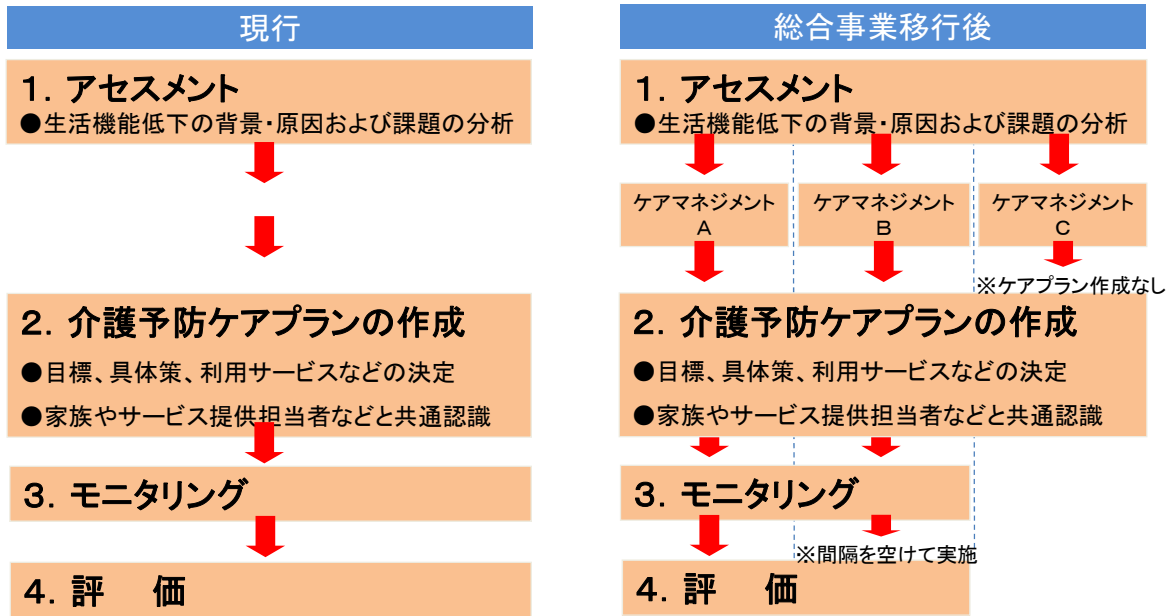 現行
1．アセスメント
●生活機能低下の背景・原因および課題の分析
2．介護予防ケアプランの作成
●目標、具体策、利用サービスなどの決定
●家族やサービス提供担当者などと共通認識
3．モニタリング
4．評　価
総合事業移行後
1．アセスメント
●生活機能低下の背景・原因および課題の分析
ケアマネジメント
A
ケアマネジメント
B
ケアマネジメント
C
※ケアプラン作成なし
2．介護予防ケアプランの作成
●目標、具体策、利用サービスなどの決定
●家族やサービス提供担当者などと共通認識
3．モニタリング
※間隔を空けて実施
4．評　価